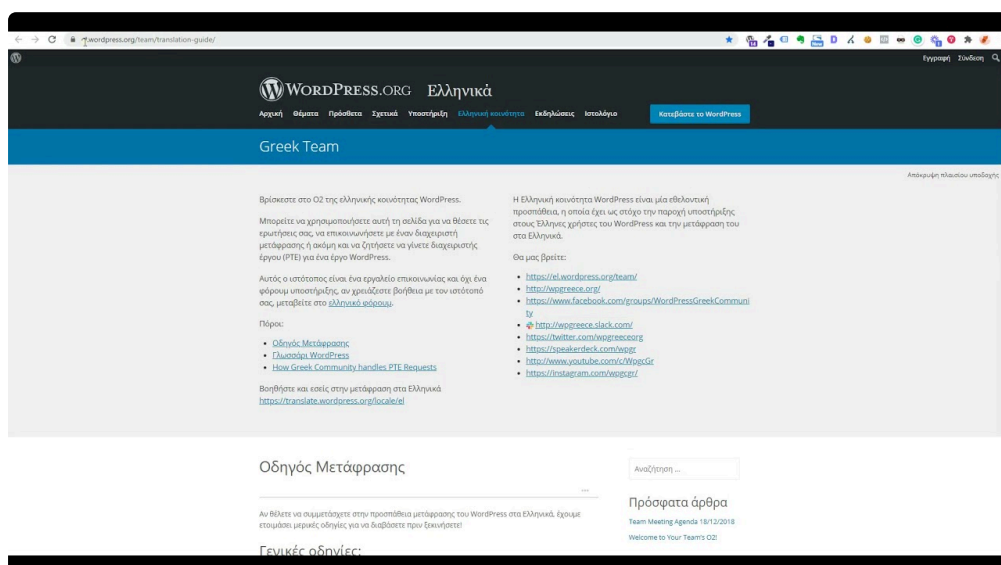 wordpress.org/team/translation-guide/
Εγγραφή Σύνδεση
WORDPRESS.ORG Ελληνικά
Αρχική Θέματα Πρόσθετα Σχετικά Υποστήριξη Ελληνική κοινότητα Εκδηλώσεις Ιστολόγιο Κατεβάστε το WordPress
Greek Team
Απόκρυψη πλαισίου υποδοχής
Βρίσκεστε στο Ο2 της ελληνικής κοινότητας WordPress.
Μπορείτε να χρησιμοποιήσετε αυτή τη σελίδα για να θέσετε τις
ερωτήσεις σας, να επικοινωνήσετε με έναν διαχειριστή
μετάφρασης ή ακόμη και να ζητήσετε να γίνετε διαχειριστής
έργου (PTE) για ένα έργο WordPress.
Αυτός ο ιστότοπος είναι ένα εργαλείο επικοινωνίας και όχι ένα
φόρουμ υποστήριξης, αν χρειάζεστε βοήθεια με τον ιστότοπό
σας, μεταβείτε στο ελληνικό φόρουμ.
Πόροι:
Οδηγός Μετάφρασης
Γλωσσάρι WordPress
How Greek Community handles PTE Requests
Βοηθήστε και εσείς στην μετάφραση στα Ελληνικά
https://translate.wordpress.org/locale/el
Η Ελληνική κοινότητα WordPress είναι μία εθελοντική
προσπάθεια, η οποία έχει ως στόχο την παροχή υποστήριξης
στους Έλληνες χρήστες του WordPress και την μετάφραση του
στα Ελληνικά.
Θα μας βρείτε:
https://el.wordpress.org/team/
http://wpgreece.org/
https://www.facebook.com/groups/WordPressGreekCommuni
ty
http://wpgreece.slack.com/
https://twitter.com/wpgreeceorg
https://speakerdeck.com/wpgr
http://www.youtube.com/c/WpgcGr
https://instagram.com/wpgcgr/
Οδηγός Μετάφρασης
Αν θέλετε να συμμετάσχετε στην προσπάθεια μετάφρασης του WordPress στα Ελληνικά, έχουμε
ετοιμάσει μερικές οδηγίες για να διαβάσετε πριν ξεκινήσετε!
Γενικές οδηγίες:
Αναζήτηση ...
Πρόσφατα άρθρα
Team Meeting Agenda 18/12/2018
Welcome to Your Team's O2!